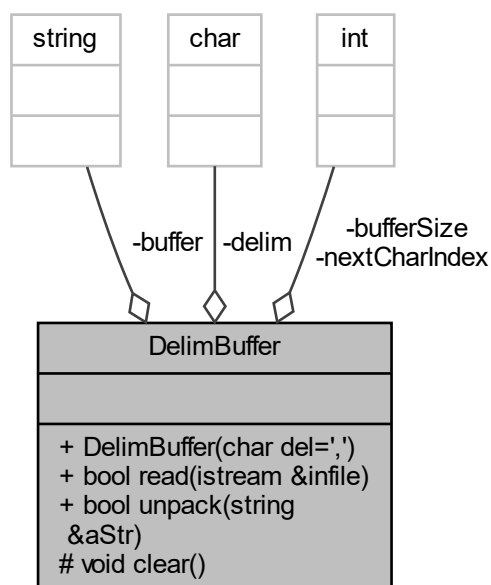 string
char
int
-buffer
-delim
-bufferSize
-nextCharIndex
DelimBuffer
+ DelimBuffer(char del=',')
+ bool read(istream &infile)
+ bool unpack(string
&aStr)
# void clear()